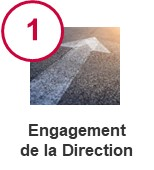 1
Engagement
de la Direction